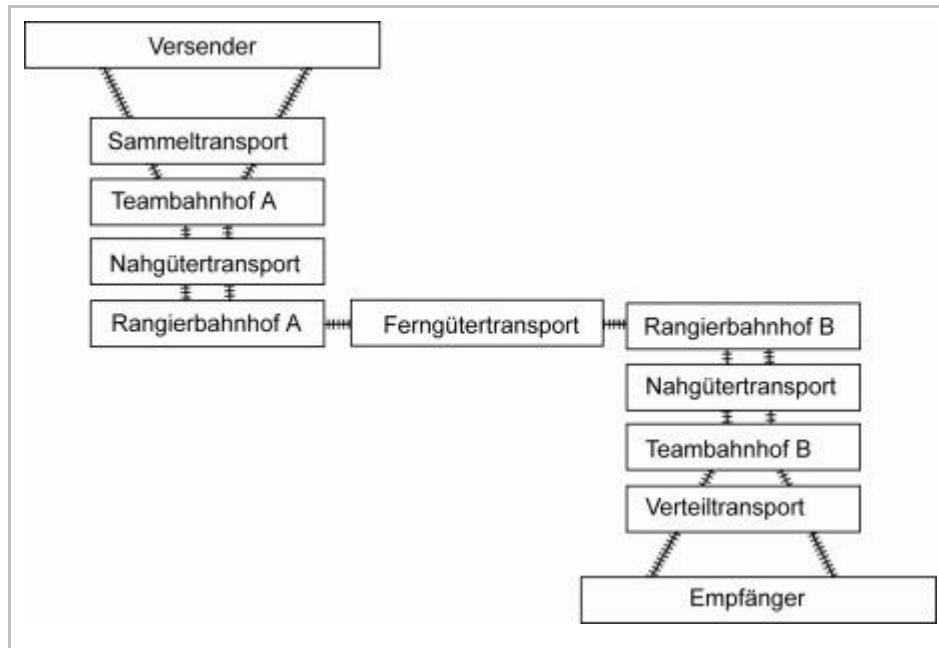 Versender
Sammeltransport
Teambahnhof A
Nahgütertransport
Rangierbahnhof A
Ferngütertransport
Rangierbahnhof B
Nahgütertransport
Teambahnhof B
Verteiltransport
Empfänger